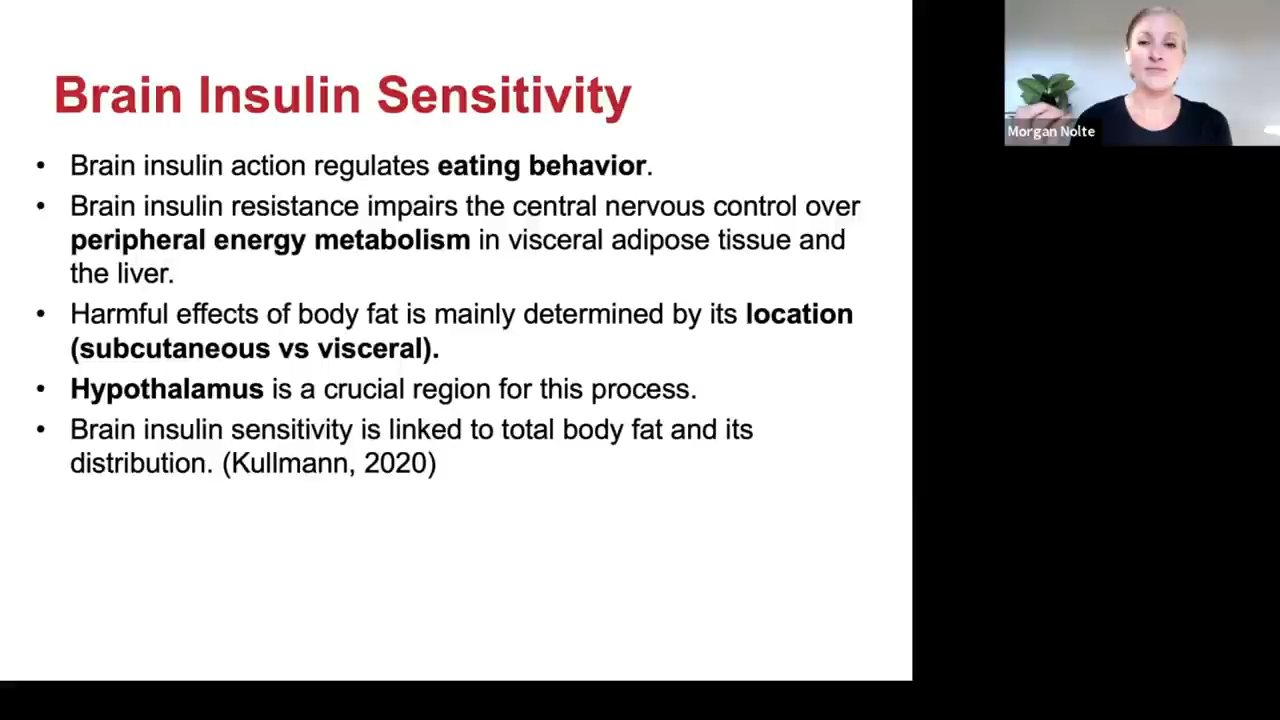 Brain Insulin Sensitivity
• Brain insulin action regulates eating behavior.
• Brain insulin resistance impairs the central nervous control over
peripheral energy metabolism in visceral adipose tissue and
the liver.
• Harmful effects of body fat is mainly determined by its location
(subcutaneous vs visceral).
• Hypothalamus is a crucial region for this process.
• Brain insulin sensitivity is linked to total body fat and its
distribution. (Kullmann, 2020)
Morgan Nolte